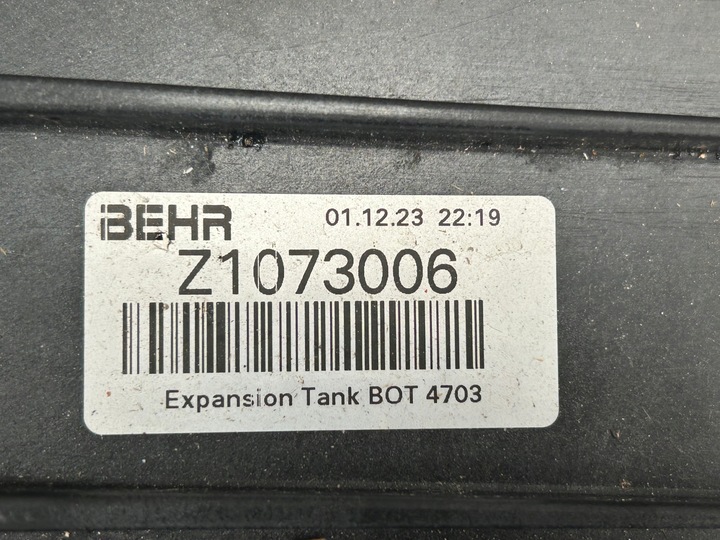 BEHR 01.12.23 22:19
Z1073006
Expansion Tank BOT 4703